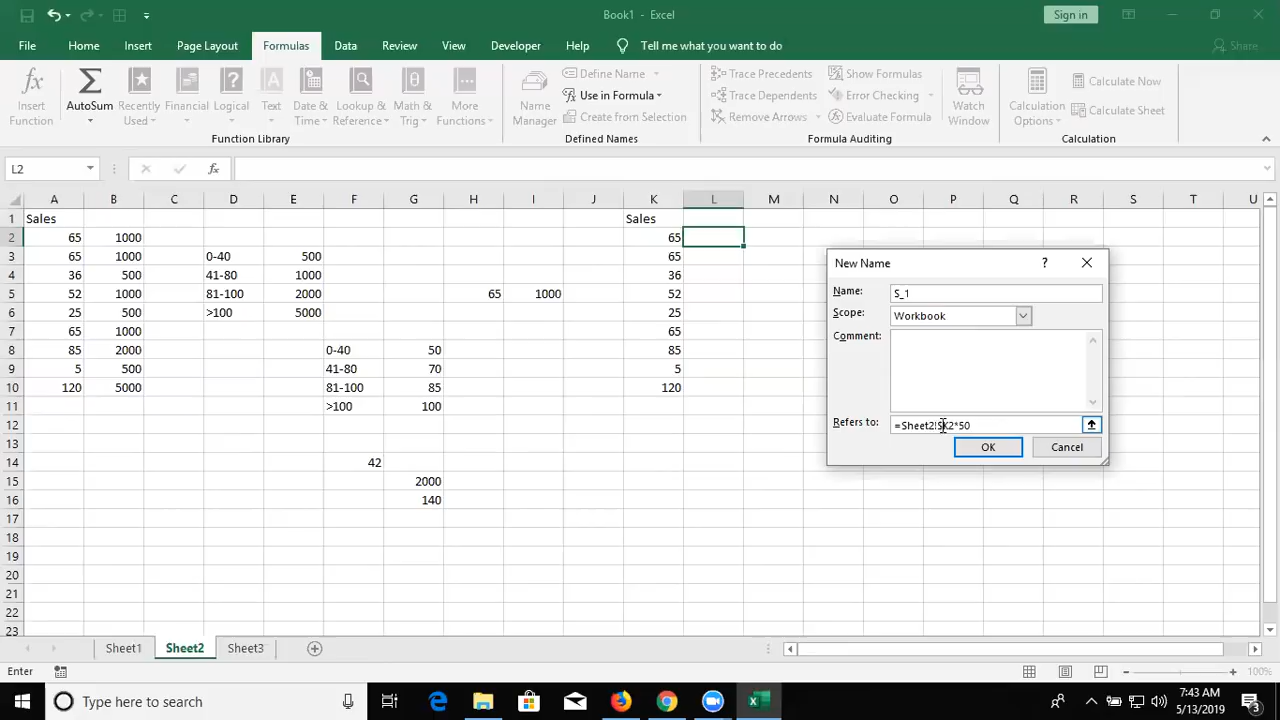 Book1 - Excel
Sign in
File Home Insert Page Layout Formulas Data Review View Developer Help Tell me what you want to do Share
Insert Function
AutoSum
Recently Used
Financial
Logical
Text
Date & Time
Lookup & Reference
Math & Trig
More Functions
Function Library
Name Manager
Define Name
Use in Formula
Create from Selection
Defined Names
Trace Precedents
Trace Dependents
Remove Arrows
Show Formulas
Error Checking
Evaluate Formula
Formula Auditing
Watch Window
Calculation Options
Calculate Now
Calculate Sheet
Calculation
L2 fx
A B C D E F G H I J K L M N O P Q R S T U
1 Sales Sales
2 65 1000 65
3 65 1000 0-40 500 65
4 36 500 41-80 1000 36
5 52 1000 81-100 2000 65 1000 52
6 25 500 >100 5000 25
7 65 1000 65
8 85 2000 0-40 50 85
9 5 500 41-80 70 5
10 120 5000 81-100 85 120
11 >100 100
12
13
14 42
15 2000
16 140
17
18
19
20
21
22
23
New Name ?
Name: S_1
Scope: Workbook
Comment:
Refers to: =Sheet2!$K2*50
OK Cancel
Sheet1 Sheet2 Sheet3
Enter 100%
Type here to search
7:43 AM
5/13/2019
3